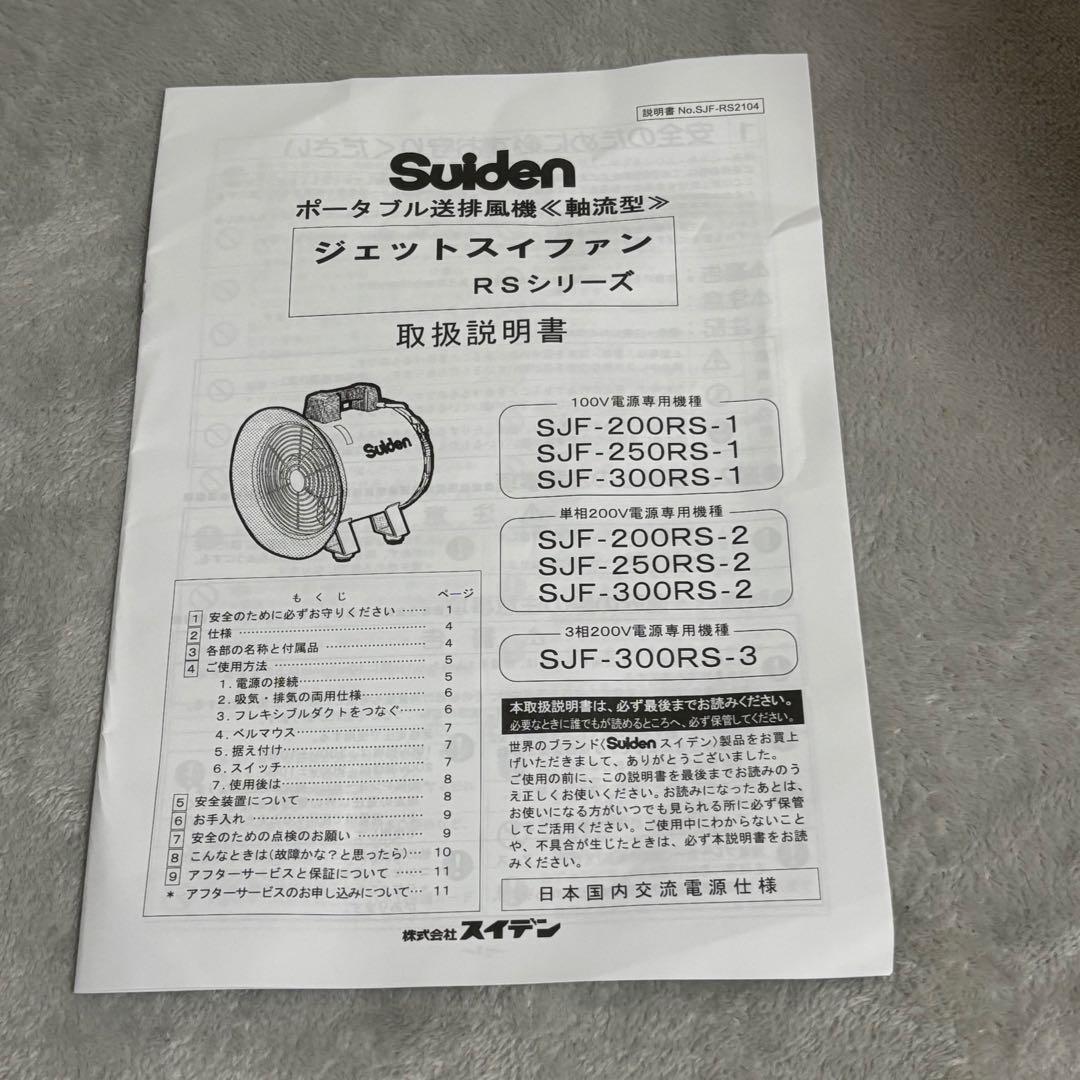 説明書 No.SJF-RS2104
Suiden
ポータブル送排風機≪軸流型≫
ジェットスイファン
RSシリーズ
取扱説明書
Suiden
100V電源専用機種
SJF-200RS-1
SJF-250RS-1
SJF-300RS-1
単相200V電源専用機種
SJF-200RS-2
SJF-250RS-2
SJF-300RS-2
3相200V電源専用機種
SJF-300RS-3
もくじ ページ
1 安全のために必ずお守りください …… 1
2 仕様 …… 4
3 各部の名称と付属品 …… 4
4 ご使用方法 …… 5
1.電源の接続…… 5
2.吸気・排気の両用仕様…… 6
3.フレキシブルダクトをつなぐ…… 6
4.ベルマウス…… 7
5.据え付け…… 7
6.スイッチ…… 7
7.使用後は…… 8
5 安全装置について …… 8
6 お手入れ …… 9
7 安全のための点検のお願い …… 9
8 こんなときは(故障かな?と思ったら)… 10
9 アフターサービスと保証について …… 11
* アフターサービスのお申し込みについて… 11
本取扱説明書は、必ず最後までお読みください。
必要なときに誰でもが読めるところへ、必ず保管してください。
世界のブランド〈Suiden スイデン〉製品をお買上
げいただきまして、ありがとうございました。
ご使用の前に、この説明書を最後までお読みのう
え正しくお使いください。お読みになったあとは、
お使いになる方がいつでも見られる所に必ず保管
してご活用ください。ご使用中にわからないこと
や、不具合が生じたときは、必ず本説明書をお読
みください。
日本国内交流電源仕様
株式会社 スイデン